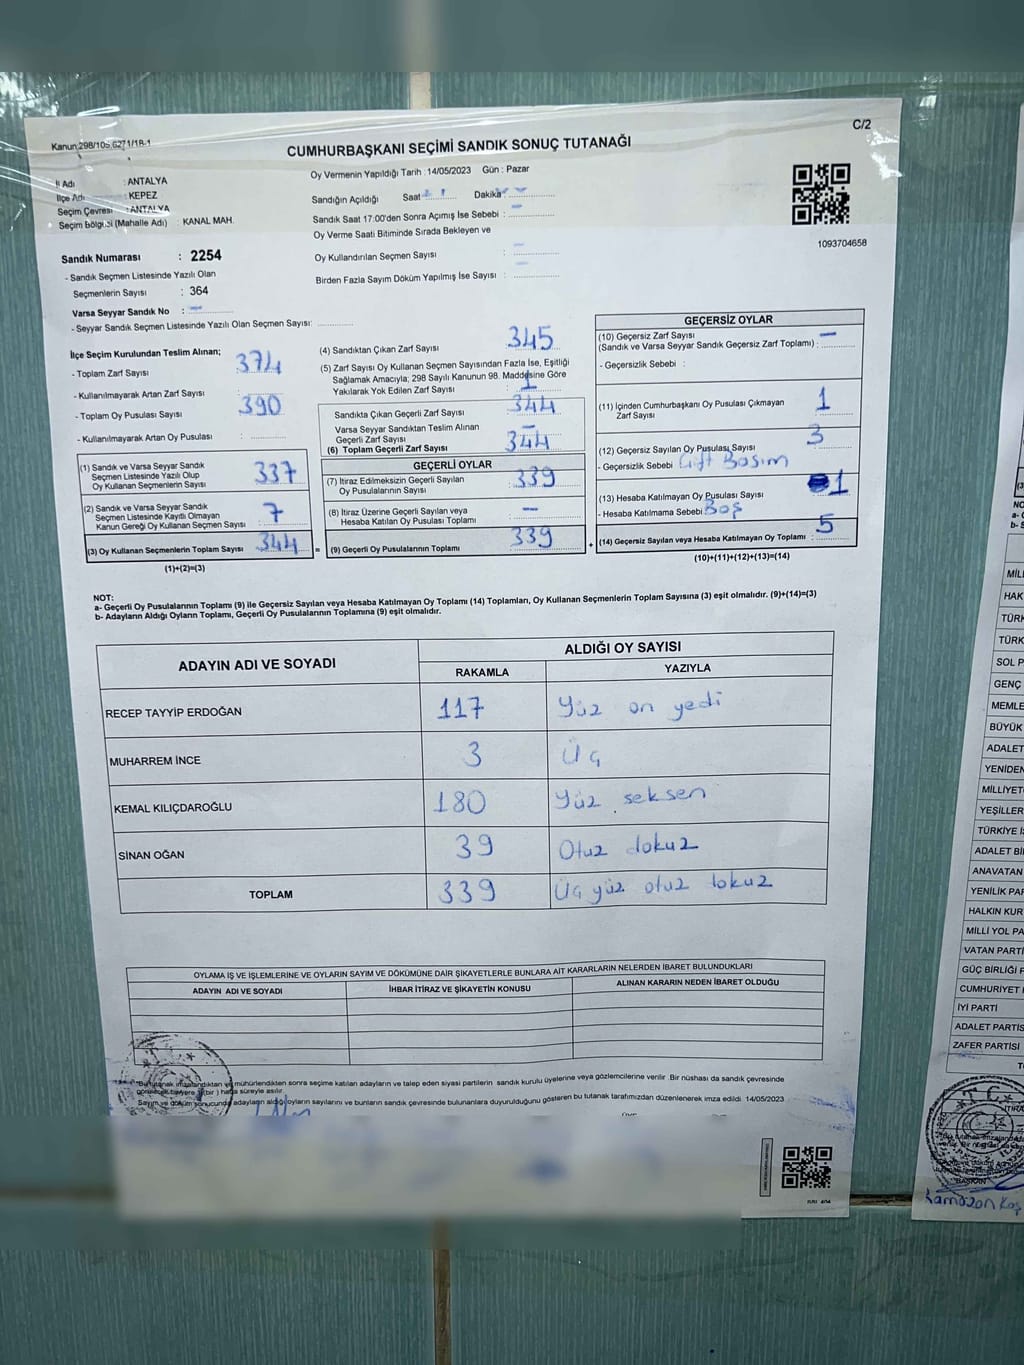 Kanun 298/105,6271/18-1
C/2
CUMHURBAŞKANI SEÇİMİ SANDIK SONUÇ TUTANAĞI
İl Adı : ANTALYA
İlçe Adı : KEPEZ
Seçim Çevresi : ANTALYA
Seçim bölgesi (Mahalle Adı) : KANAL MAH.
Oy Vermenin Yapıldığı Tarih : 14/05/2023 Gün : Pazar
Sandığın Açıldığı Saat Dakika
Sandık Saat 17:00'den Sonra Açımış İse Sebebi :
Oy Verme Saati Bitiminde Sırada Bekleyen ve
Oy Kullandırılan Seçmen Sayısı :
Birden Fazla Sayım Döküm Yapılmış İse Sayısı :
1093704658
Sandık Numarası : 2254
- Sandık Seçmen Listesinde Yazılı Olan
Seçmenlerin Sayısı : 364
Varsa Seyyar Sandık No : -
- Seyyar Sandık Seçmen Listesinde Yazılı Olan Seçmen Sayısı:
İlçe Seçim Kurulundan Teslim Alınan;
- Toplam Zarf Sayısı 374
- Kullanılmayarak Artan Zarf Sayısı
- Toplam Oy Pusulası Sayısı 390
- Kullanılmayarak Artan Oy Pusulası :
(1) Sandık ve Varsa Seyyar Sandık
Seçmen Listesinde Yazılı Olup
Oy Kullanan Seçmenlerin Sayısı 337
(2) Sandık ve Varsa Seyyar Sandık
Seçmen Listesinde Kayıtlı Olmayan
Kanun Gereği Oy Kullanan Seçmen Sayısı 7
(3) Oy Kullanan Seçmenlerin Toplam Sayısı 344
(1)+(2)=(3)
(4) Sandıktan Çıkan Zarf Sayısı 345
(5) Zarf Sayısı Oy Kullanan Seçmen Sayısından Fazla İse, Eşitliği
Sağlamak Amacıyla; 298 Sayılı Kanunun 98. Maddesine Göre
Yakılarak Yok Edilen Zarf Sayısı : 1
Sandıkta Çıkan Geçerli Zarf Sayısı 344
Varsa Seyyar Sandıktan Teslim Alınan
Geçerli Zarf Sayısı -
(6) Toplam Geçerli Zarf Sayısı 344
GEÇERLİ OYLAR
(7) İtiraz Edilmeksizin Geçerli Sayılan
Oy Pusulalarının Sayısı 339
(8) İtiraz Üzerine Geçerli Sayılan veya
Hesaba Katılan Oy Pusulası Toplamı -
= (9) Geçerli Oy Pusulalarının Toplamı 339
GEÇERSİZ OYLAR
(10) Geçersiz Zarf Sayısı
(Sandık ve Varsa Seyyar Sandık Geçersiz Zarf Toplamı) : -
- Geçersizlik Sebebi :
(11) İçinden Cumhurbaşkanı Oy Pusulası Çıkmayan
Zarf Sayısı 1
(12) Geçersiz Sayılan Oy Pusulası Sayısı 3
- Geçersizlik Sebebi Çift Basım
(13) Hesaba Katılmayan Oy Pusulası Sayısı 1
- Hesaba Katılmama Sebebi Boş
+ (14) Geçersiz Sayılan veya Hesaba Katılmayan Oy Toplamı 5
(10)+(11)+(12)+(13)=(14)
NOT:
a- Geçerli Oy Pusulalarının Toplamı (9) ile Geçersiz Sayılan veya Hesaba Katılmayan Oy Toplamı (14) Toplamları, Oy Kullanan Seçmenlerin Toplam Sayısına (3) eşit olmalıdır. (9)+(14)=(3)
b- Adayların Aldığı Oyların Toplamı, Geçerli Oy Pusulalarının Toplamına (9) eşit olmalıdır.
ADAYIN ADI VE SOYADI
ALDIĞI OY SAYISI
RAKAMLA YAZIYLA
RECEP TAYYİP ERDOĞAN 117 Yüz on yedi
MUHARREM İNCE 3 Üç
KEMAL KILIÇDAROĞLU 180 Yüz seksen
SİNAN OĞAN 39 Otuz dokuz
TOPLAM 339 Üç yüz otuz dokuz
OYLAMA İŞ VE İŞLEMLERİNE VE OYLARIN SAYIM VE DÖKÜMÜNE DAİR ŞİKAYETLERLE BUNLARA AİT KARARLARIN NELERDEN İBARET BULUNDUKLARI
ADAYIN ADI VE SOYADI İHBAR İTİRAZ VE ŞİKAYETİN KONUSU ALINAN KARARIN NEDEN İBARET OLDUĞU
Bu tutanak imzalandıktan ve mühürlendikten sonra seçime katılan adayların ve talep eden siyasi partilerin sandık kurulu üyelerine veya gözlemcilerine verilir. Bir nüshası da sandık çevresinde
görülecek bir yere (bir) hafta süreyle asılır.
Sayım ve döküm sonucunda adayların aldığı oyların sayılarını ve bunların sandık çevresinde bulunanlara duyurulduğunu gösteren bu tutanak tarafımızdan düzenlenerek imza edildi. 14/05/2023
MİLL
HAK
TÜRK
TÜRK
SOL P
GENÇ
MEMLE
BÜYÜK
ADALET
YENİDEN
MİLLİYET
YEŞİLLER
TÜRKİYE İ
ADALET Bİ
ANAVATAN
YENİLİK PAR
HALKIN KUR
MİLLİ YOL PA
VATAN PARTİ
GÜÇ BİRLİĞİ P
CUMHURİYET
İYİ PARTİ
ADALET PARTİS
ZAFER PARTİSİ
BAŞKAN
Ramazan Koş